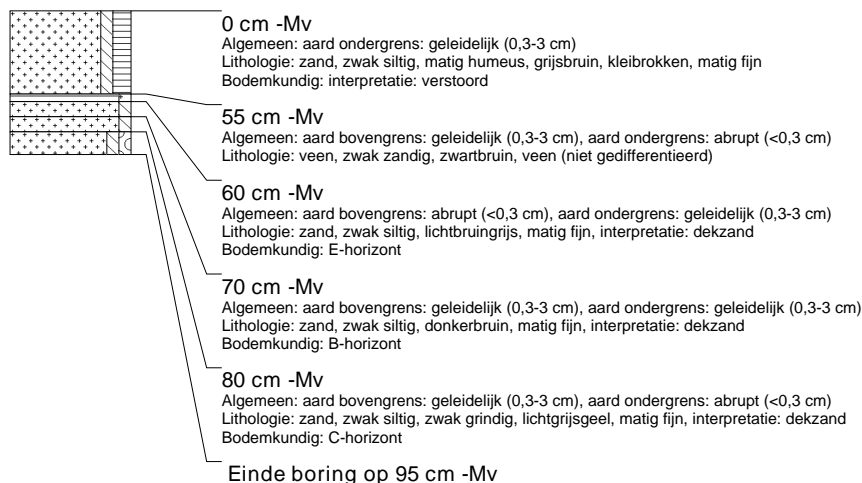 0 cm -Mv
Algemeen: aard ondergrens: geleidelijk (0,3-3 cm)
Lithologie: zand, zwak siltig, matig humeus, grijsbruin, kleibrokken, matig fijn
Bodemkundig: interpretatie: verstoord
55 cm -Mv
Algemeen: aard bovengrens: geleidelijk (0,3-3 cm), aard ondergrens: abrupt (<0,3 cm)
Lithologie: veen, zwak zandig, zwartbruin, veen (niet gedifferentieerd)
60 cm -Mv
Algemeen: aard bovengrens: abrupt (<0,3 cm), aard ondergrens: geleidelijk (0,3-3 cm)
Lithologie: zand, zwak siltig, lichtbruingrijs, matig fijn, interpretatie: dekzand
Bodemkundig: E-horizont
70 cm -Mv
Algemeen: aard bovengrens: geleidelijk (0,3-3 cm), aard ondergrens: geleidelijk (0,3-3 cm)
Lithologie: zand, zwak siltig, donkerbruin, matig fijn, interpretatie: dekzand
Bodemkundig: B-horizont
80 cm -Mv
Algemeen: aard bovengrens: geleidelijk (0,3-3 cm), aard ondergrens: abrupt (<0,3 cm)
Lithologie: zand, zwak siltig, zwak grindig, lichtgrijsgeel, matig fijn, interpretatie: dekzand
Bodemkundig: C-horizont
Einde boring op 95 cm -Mv